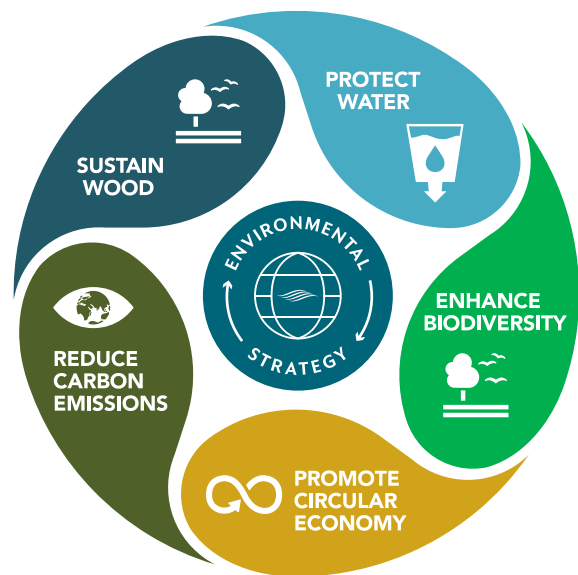 PROTECT
WATER
ENHANCE
BIODIVERSITY
PROMOTE
CIRCULAR
ECONOMY
REDUCE
CARBON
EMISSIONS
SUSTAIN
WOOD
ENVIRONMENTAL
STRATEGY